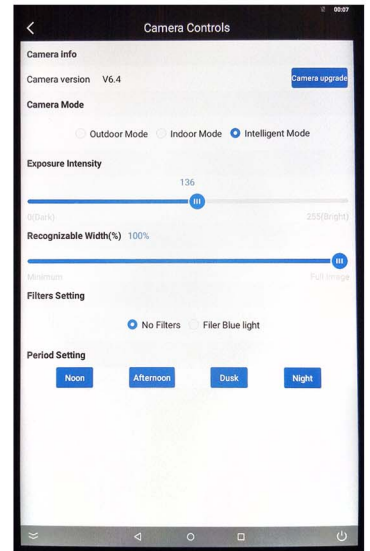 00:07
Camera Controls
Camera info
Camera version V6.4 Camera upgrade
Camera Mode
Outdoor Mode Indoor Mode Intelligent Mode
Exposure Intensity
136
0(Dark) 255(Bright)
Recognizable Width(%) 100%
Minimum Full Image
Filters Setting
No Filters Filer Blue light
Period Setting
Noon Afternoon Dusk Night